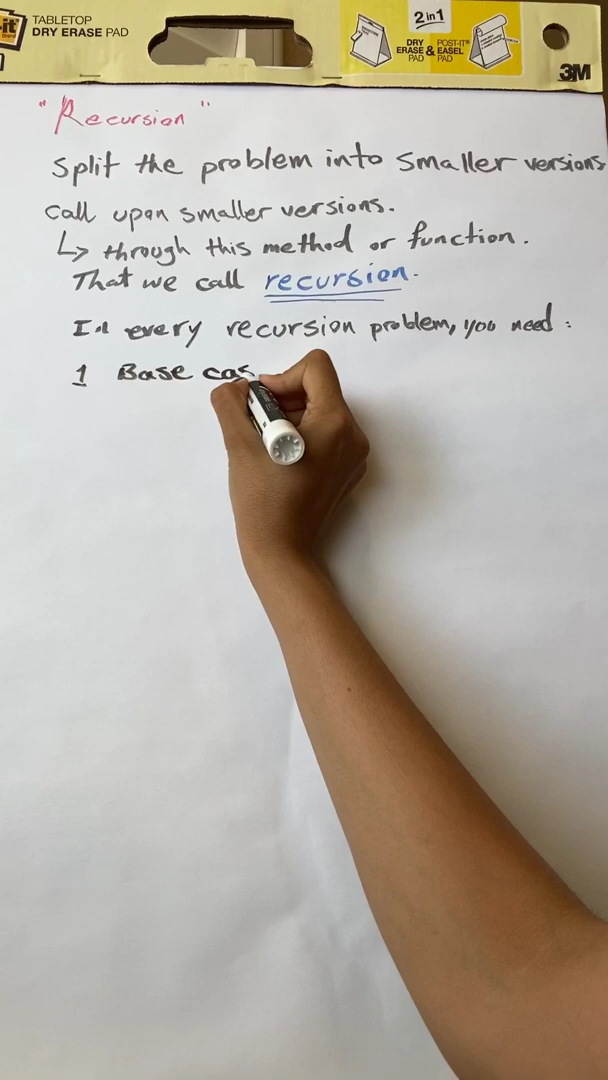 TABLETOP
DRY ERASE PAD
2 in 1
DRY ERASE PAD & POST-IT® EASEL PAD
3M
"Recursion"
Split the problem into smaller versions
call upon smaller versions.
↳ through this method or function.
That we call recursion.
In every recursion problem, you need :
1 Base cas